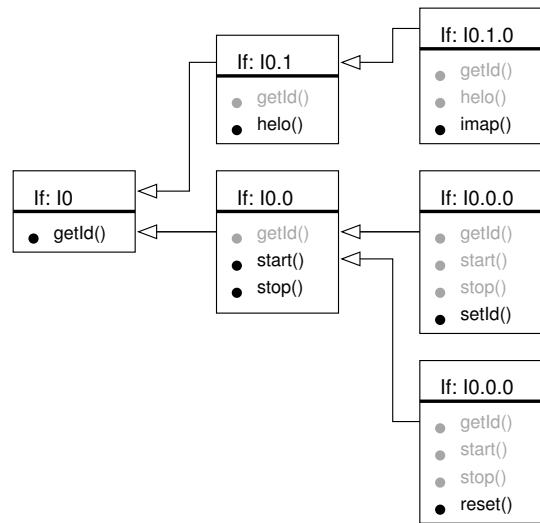 If: I0.1
getId()
helo()
If: I0.1.0
getId()
helo()
imap()
If: I0
getId()
If: I0.0
getId()
start()
stop()
If: I0.0.0
getId()
start()
stop()
setId()
If: I0.0.0
getId()
start()
stop()
reset()